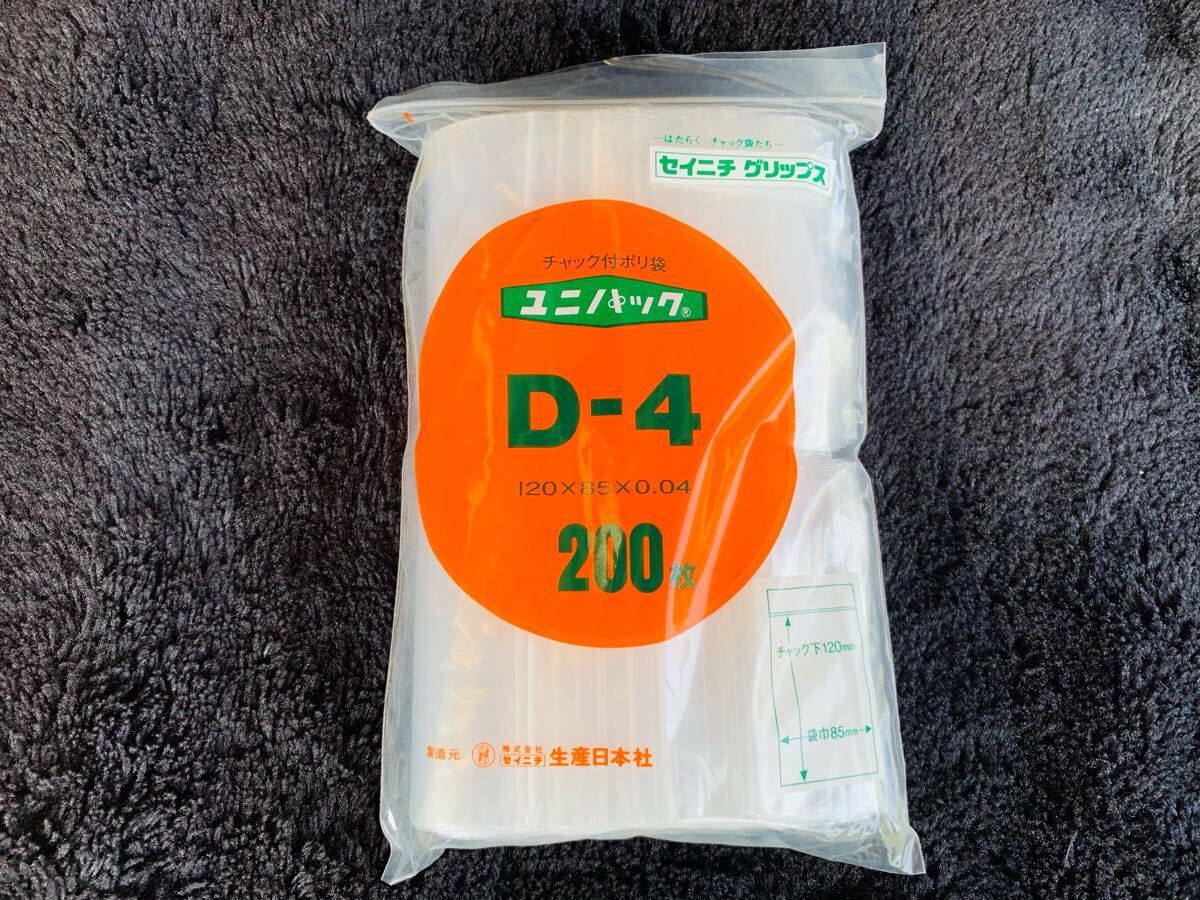 ―はたらく チャック袋たち―
セイニチ グリップス
チャック付ポリ袋
ユニパック®
D-4
120×85×0.04
200枚
チャック下120mm
袋巾85mm
製造元 株式会社 セイニチ 生産日本社